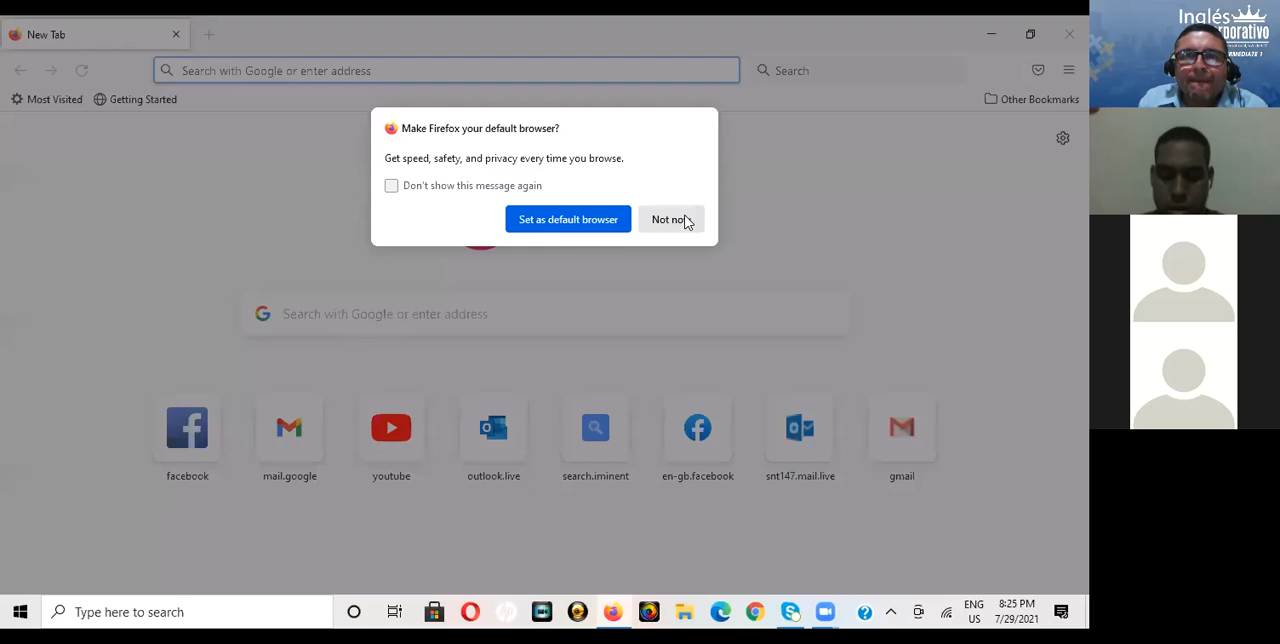 New Tab
Search with Google or enter address
Search
Most Visited
Getting Started
Other Bookmarks
Make Firefox your default browser?
Get speed, safety, and privacy every time you browse.
Don't show this message again
Set as default browser
Not now
Search with Google or enter address
facebook
mail.google
youtube
outlook.live
search.iminent
en-gb.facebook
snt147.mail.live
gmail
Type here to search
ENG
US
8:25 PM
7/29/2021
Inglés